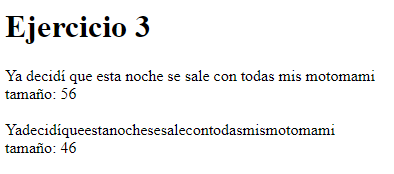 Ejercicio 3
Ya decidí que esta noche se sale con todas mis motomami
tamaño: 56
Yadecidíqueestanochesesalecontodasmismotomami
tamaño: 46